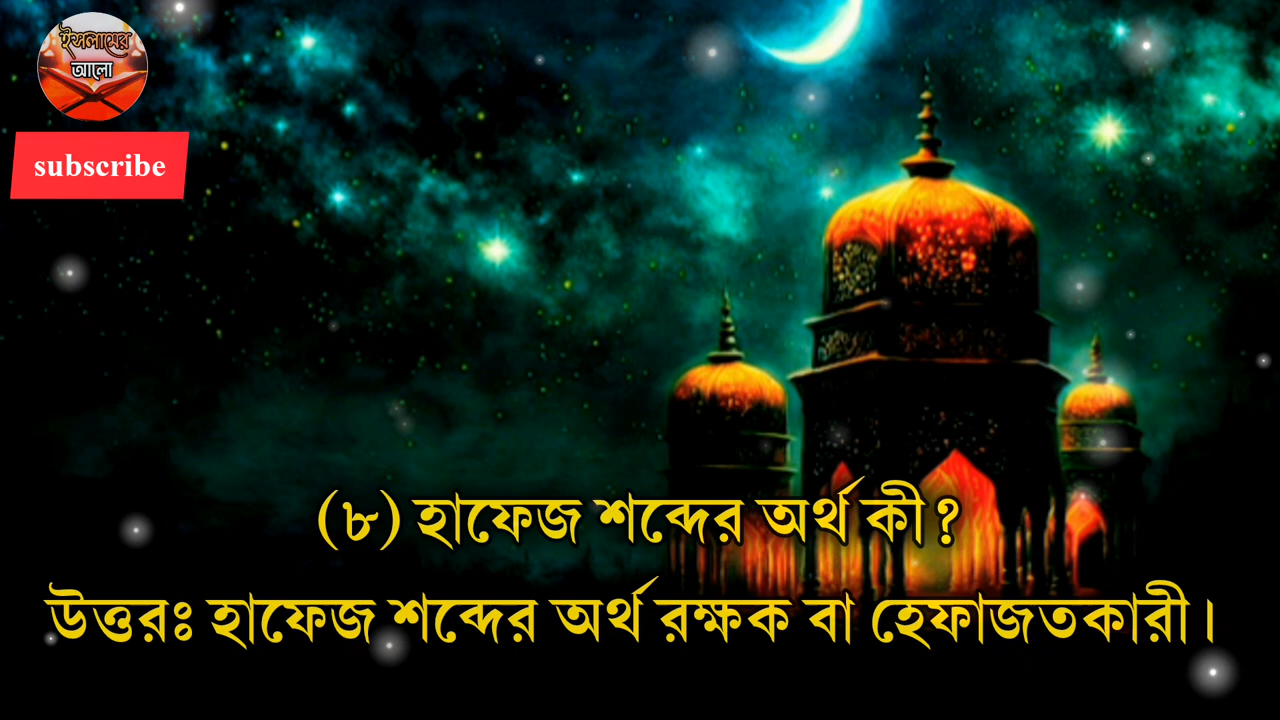 ইসলামের
আলো
subscribe
(৮) হাফেজ শব্দের অর্থ কী?
উত্তরঃ হাফেজ শব্দের অর্থ রক্ষক বা হেফাজতকারী।